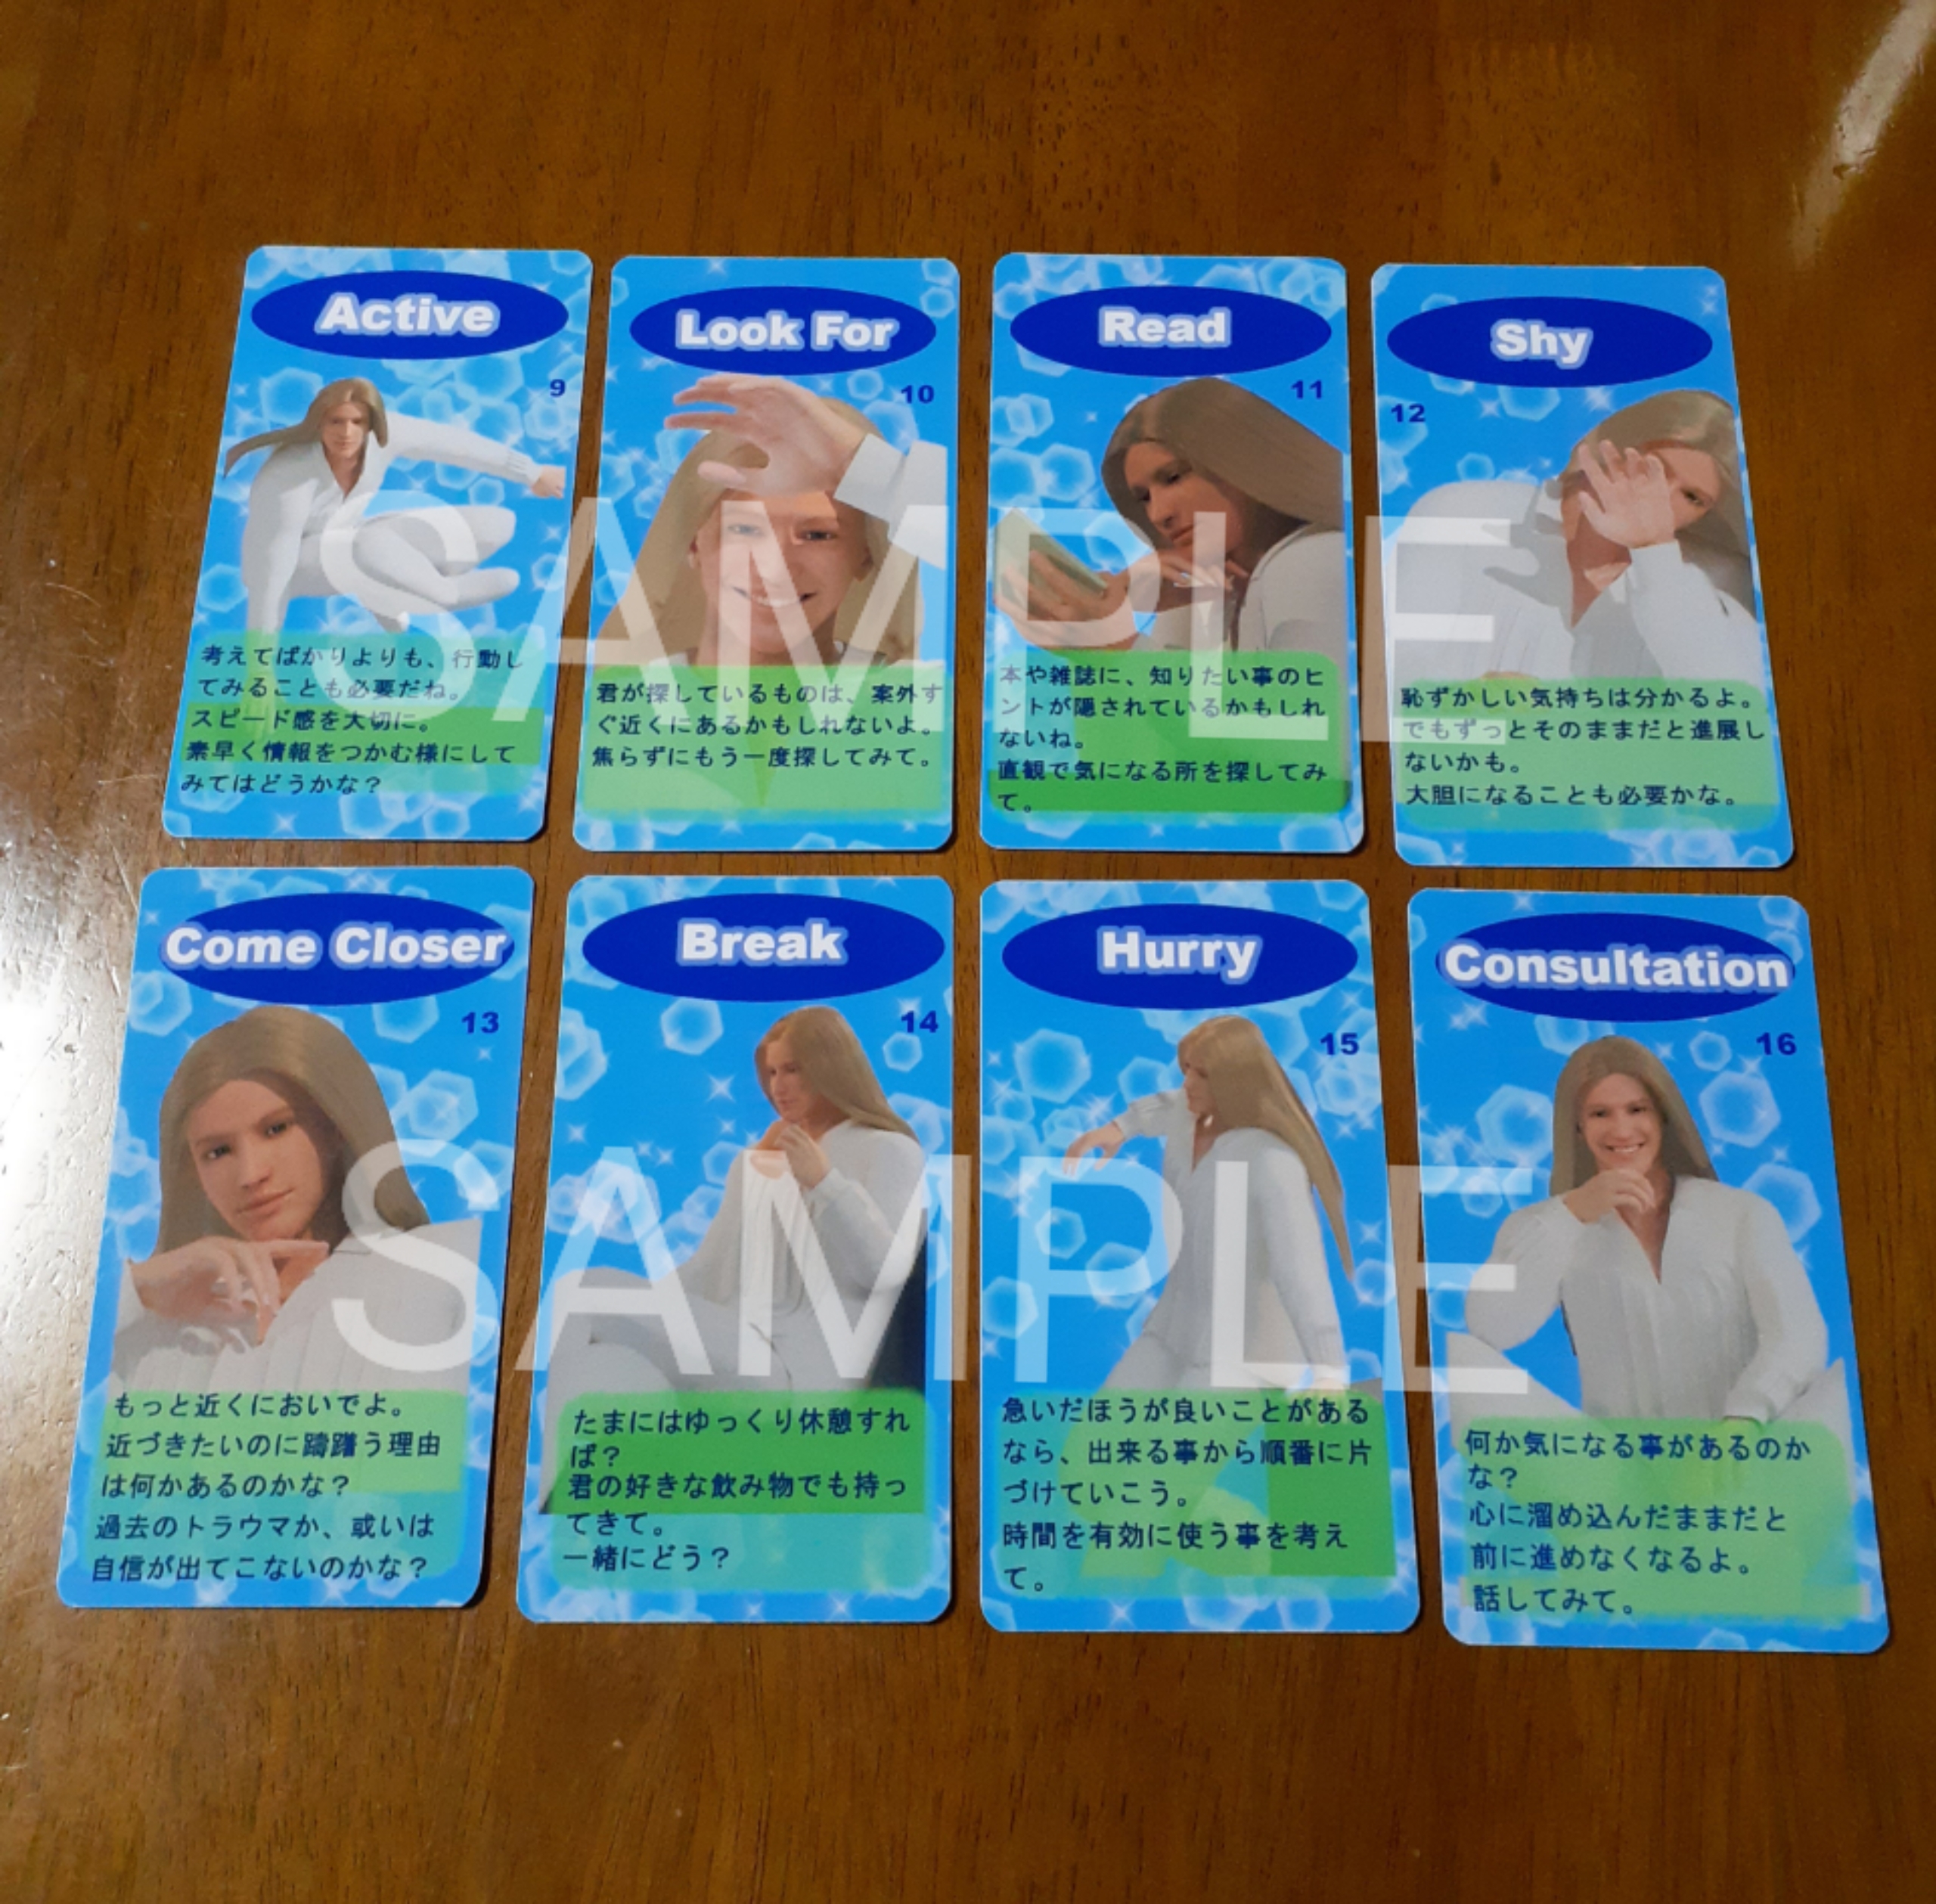 Active
9
考えてばかりよりも、行動し
てみることも必要だね。
スピード感を大切に。
素早く情報をつかむ様にして
みてはどうかな？
Look For
10
君が探しているものは、案外す
ぐ近くにあるかもしれないよ。
焦らずにもう一度探してみて。
Read
11
本や雑誌に、知りたい事のヒ
ントが隠されているかもしれ
ないね。
直観で気になる所を探してみ
て。
Shy
12
恥ずかしい気持ちは分かるよ。
でもずっとそのままだと進展し
ないかも。
大胆になることも必要かな。
SAMPLE
Come Closer
13
もっと近くにおいでよ。
近づきたいのに躊躇う理由
は何かあるのかな？
過去のトラウマか、或いは
自信が出てこないのかな？
Break
14
たまにはゆっくり休憩すれ
ば？
君の好きな飲み物でも持っ
てきて。
一緒にどう？
Hurry
15
急いだほうが良いことがある
なら、出来る事から順番に片
づけていこう。
時間を有効に使う事を考え
て。
Consultation
16
何か気になる事があるのか
な？
心に溜め込んだままだと
前に進めなくなるよ。
話してみて。
SAMPLE